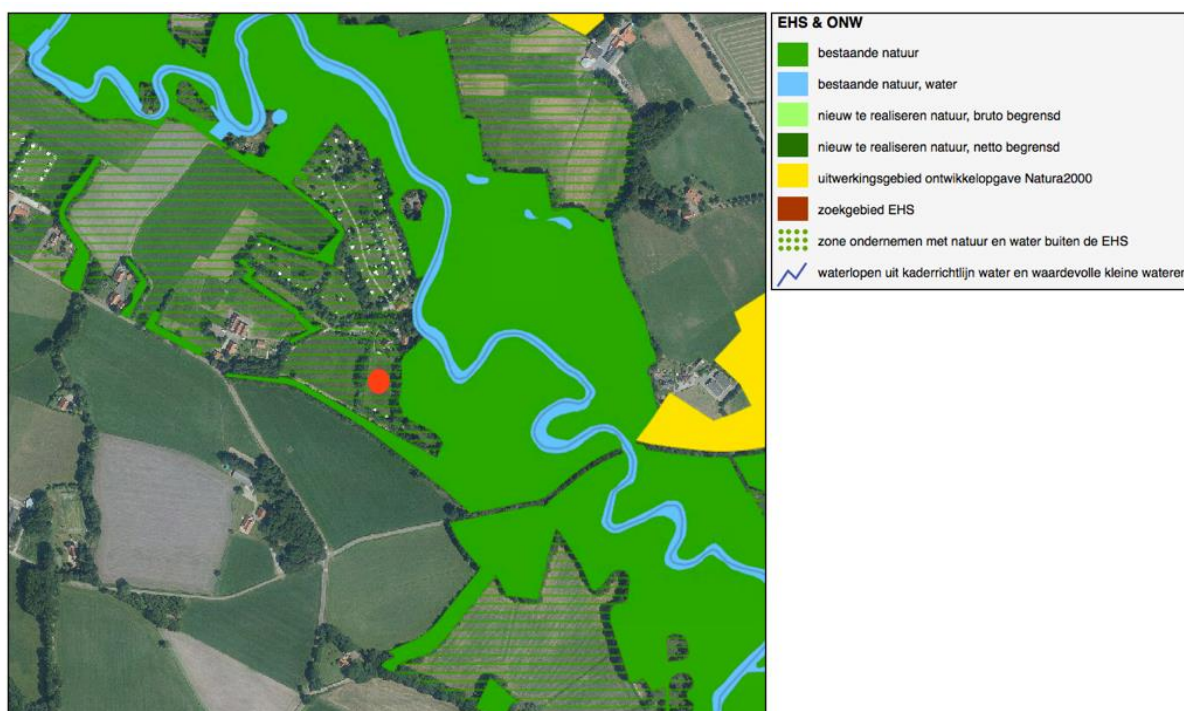 EHS & ONW
bestaande natuur
bestaande natuur, water
nieuw te realiseren natuur, bruto begrensd
nieuw te realiseren natuur, netto begrensd
uitwerkingsgebied ontwikkelopgave Natura2000
zoekgebied EHS
zone ondernemen met natuur en water buiten de EHS
waterlopen uit kaderrichtlijn water en waardevolle kleine wateren